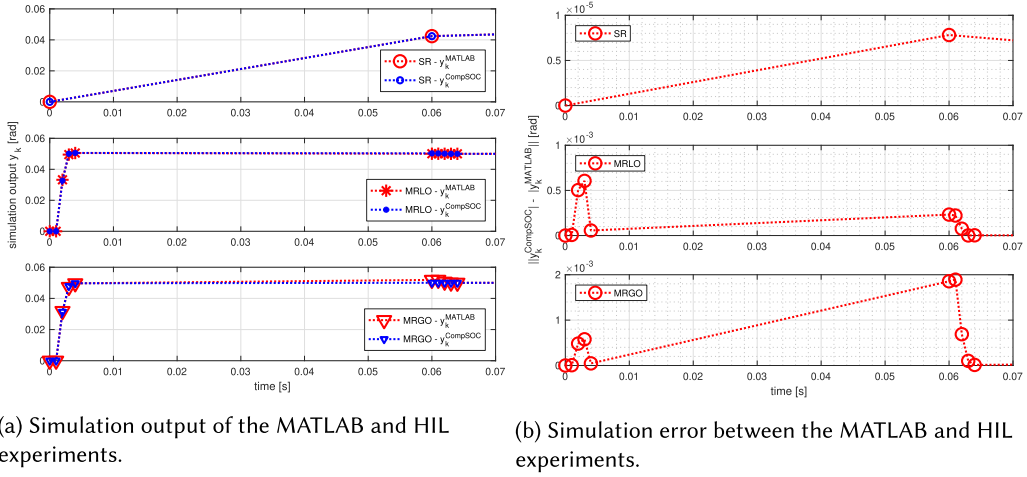 0.06
0.04
0.02
0
0 0.01 0.02 0.03 0.04 0.05 0.06 0.07
SR - y_k^MATLAB
SR - y_k^CompSOC
0.06
0.04
0.02
0
0 0.01 0.02 0.03 0.04 0.05 0.06 0.07
MRLO - y_k^MATLAB
MRLO - y_k^CompSOC
simulation output y_k [rad]
0.06
0.04
0.02
0
0 0.01 0.02 0.03 0.04 0.05 0.06 0.07
MRGO - y_k^MATLAB
MRGO - y_k^CompSOC
time [s]
(a) Simulation output of the MATLAB and HIL
experiments.
×10^-5
1
0.5
0
0 0.01 0.02 0.03 0.04 0.05 0.06 0.07
SR
×10^-3
1
0.5
0
0 0.01 0.02 0.03 0.04 0.05 0.06 0.07
MRLO
||y_k^CompSOC| - |y_k^MATLAB|| [rad]
×10^-3
2
1
0
0 0.01 0.02 0.03 0.04 0.05 0.06 0.07
MRGO
time [s]
(b) Simulation error between the MATLAB and HIL
experiments.